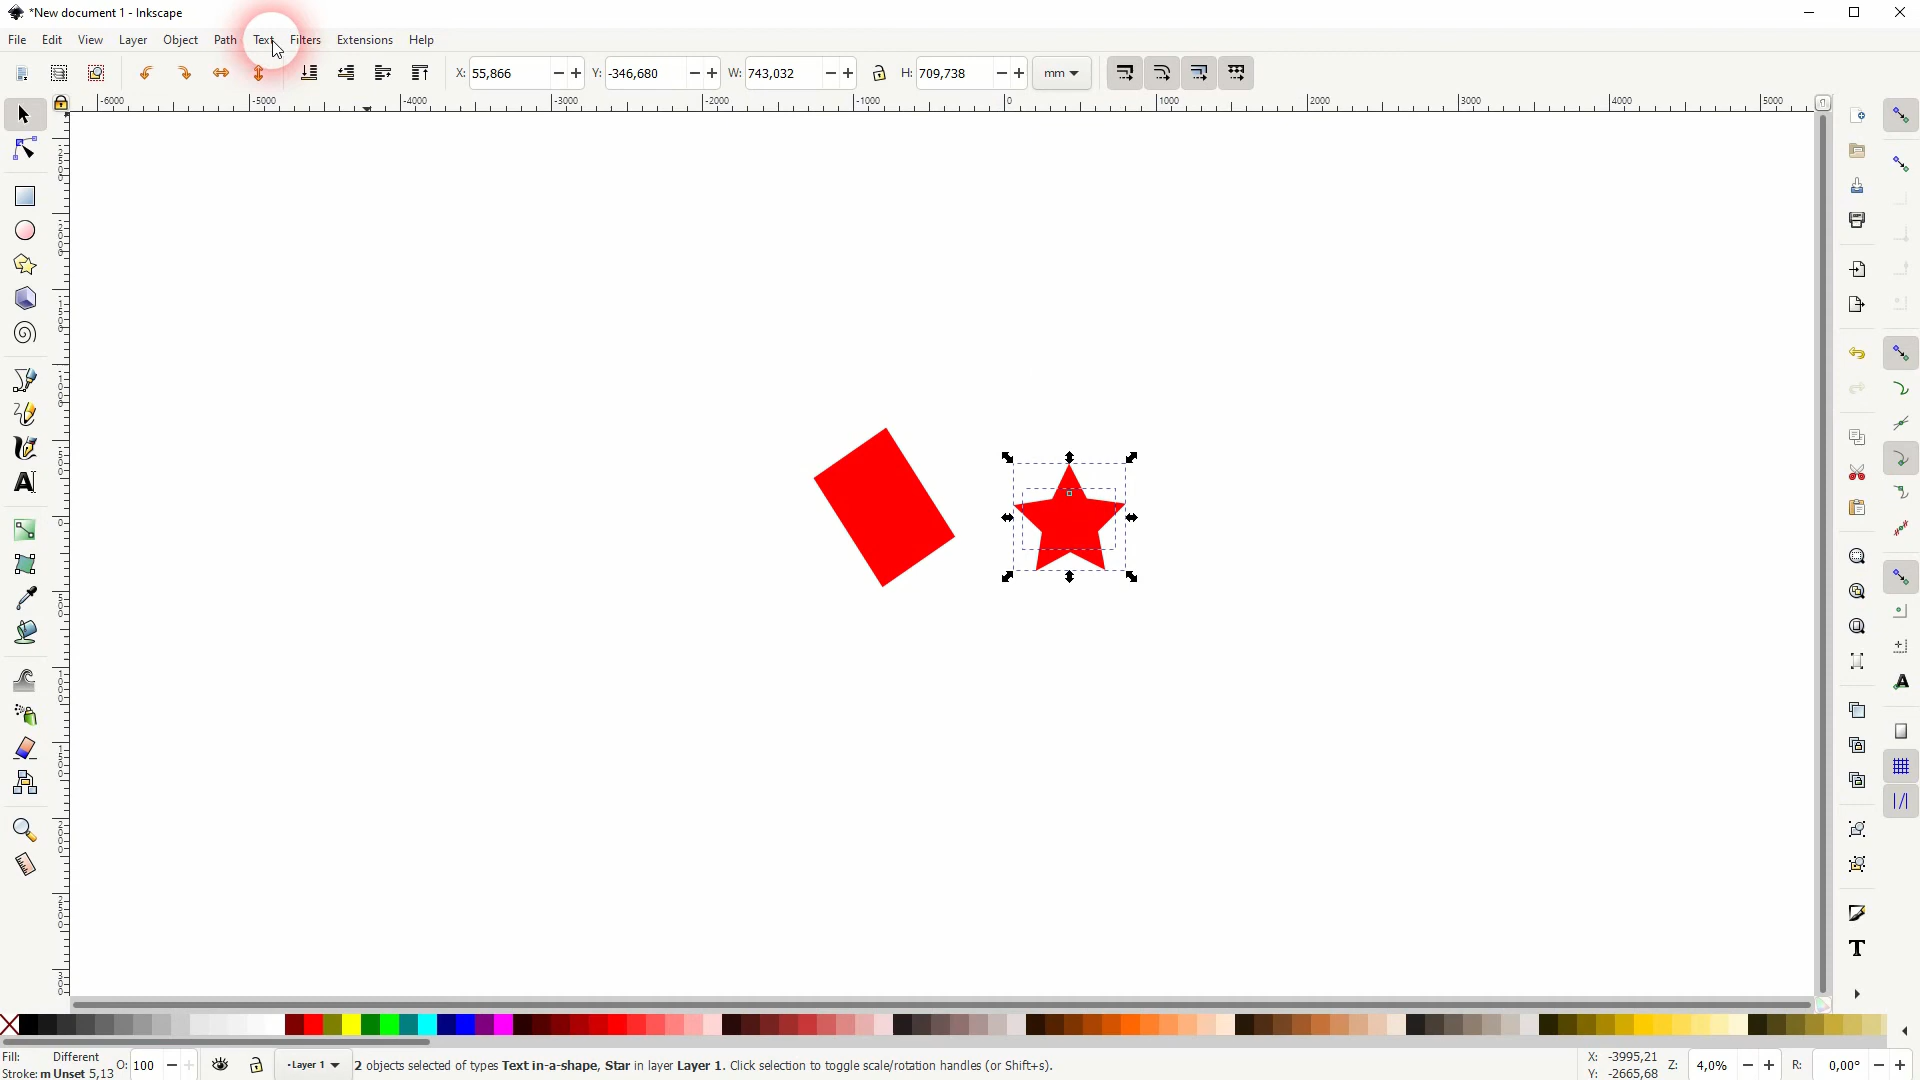 *New document 1 - Inkscape
File Edit View Layer Object Path Text Filters Extensions Help
X: 55,866 Y: -346,680 W: 743,032 H: 709,738 mm
-6000 -5000 -4000 -3000 -2000 -1000 0 1000 2000 3000 4000 5000
Fill: Different
Stroke: m Unset 5,13
O: 100
-Layer 1
2 objects selected of types Text in-a-shape, Star in layer Layer 1. Click selection to toggle scale/rotation handles (or Shift+s).
X: -3995,21
Y: -2665,68
Z: 4,0%
R: 0,00°